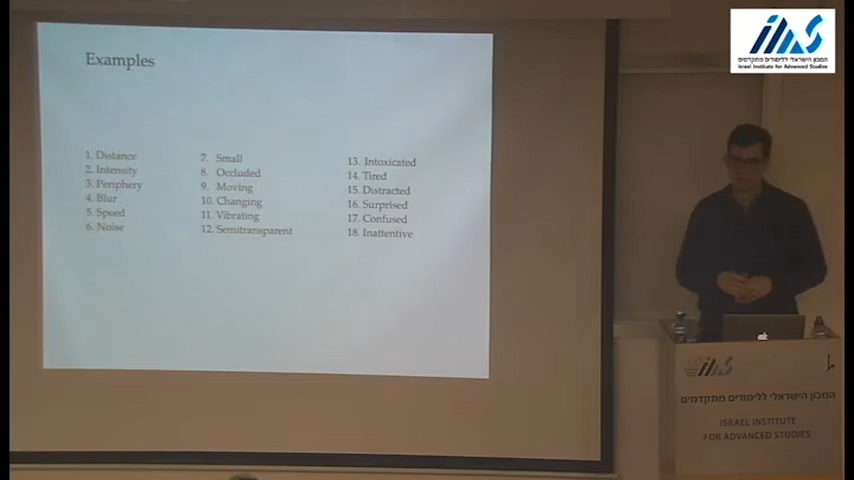 Examples
1. Distance
2. Intensity
3. Periphery
4. Blur
5. Speed
6. Noise
7. Small
8. Occluded
9. Moving
10. Changing
11. Vibrating
12. Semitransparent
13. Intoxicated
14. Tired
15. Distracted
16. Surprised
17. Confused
18. Inattentive
המכון הישראלי ללימודים מתקדמים
Israel Institute for Advanced Studies
המכון הישראלי ללימודים מתקדמים
ISRAEL INSTITUTE
FOR ADVANCED STUDIES